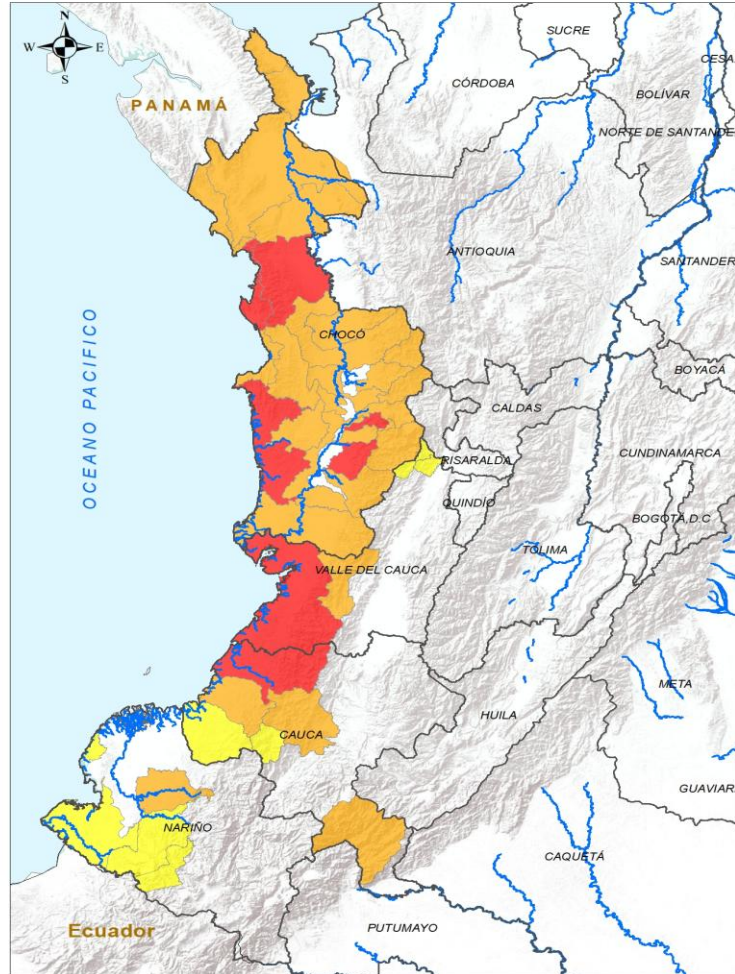 N
W E
S
SUCRE
CESA
CÓRDOBA
BOLÍVAR
PANAMÁ
NORTE DE SANTANDE
ANTIOQUIA
SANTANDER
OCEANO PACIFICO
CHOCÓ
BOYACÁ
CALDAS
CUNDINAMARCA
RISARALDA
QUINDÍO
BOGOTÁ,D.C
TOLIMA
VALLE DEL CAUCA
META
HUILA
CAUCA
GUAVIAR
NARIÑO
CAQUETÁ
PUTUMAYO
Ecuador